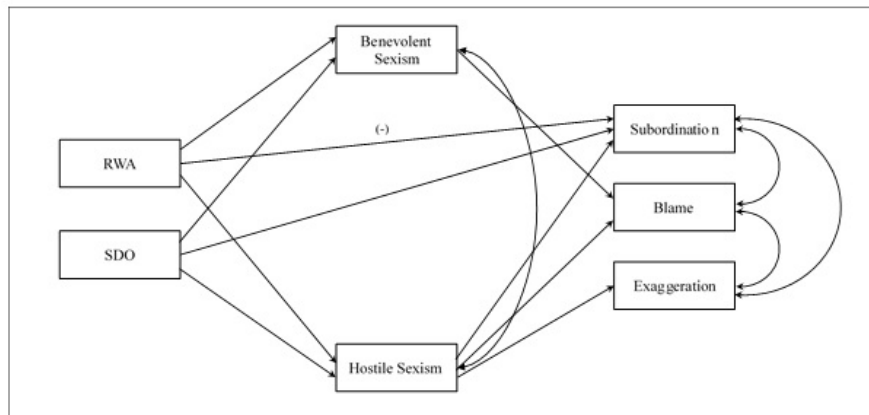 Benevolent
Sexism
(-)
Subordination
RWA
Blame
SDO
Exaggeration
Hostile Sexism